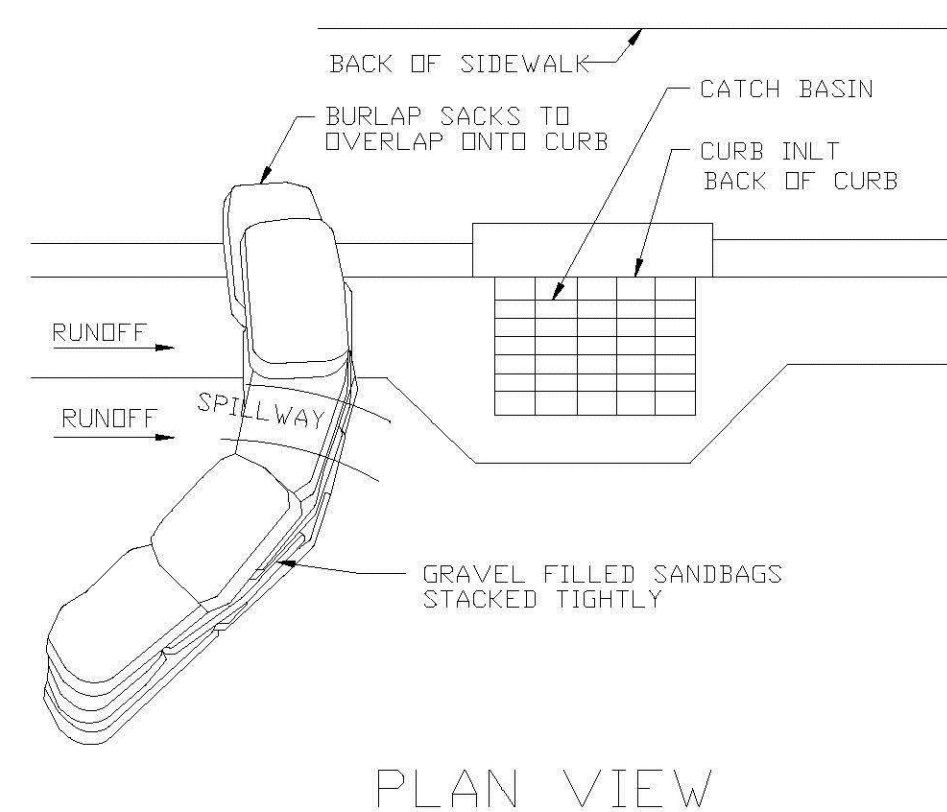 BACK OF SIDEWALK
CATCH BASIN
BURLAP SACKS TO
OVERLAP ONTO CURB
CURB INLT
BACK OF CURB
RUNOFF
SPILLWAY
RUNOFF
GRAVEL FILLED SANDBAGS
STACKED TIGHTLY
PLAN VIEW